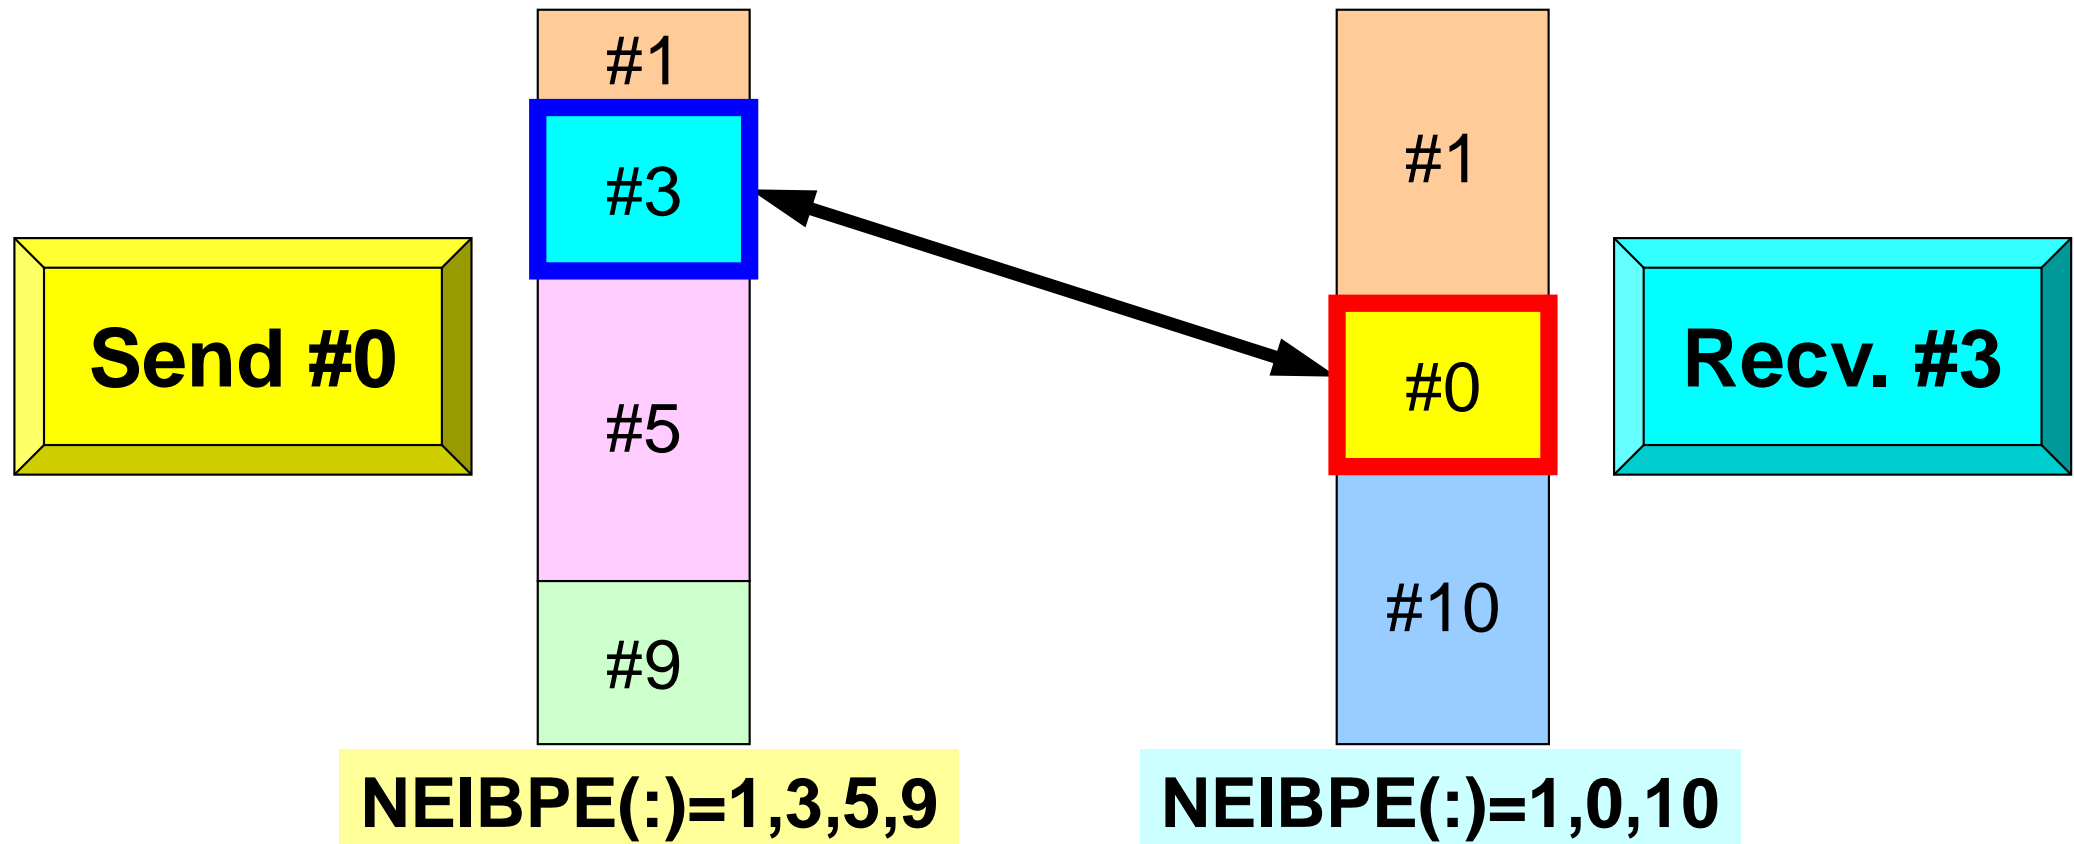 #1
#3
#5
#9
Send #0
NEIBPE(:)=1,3,5,9
#1
#0
#10
Recv. #3
NEIBPE(:)=1,0,10